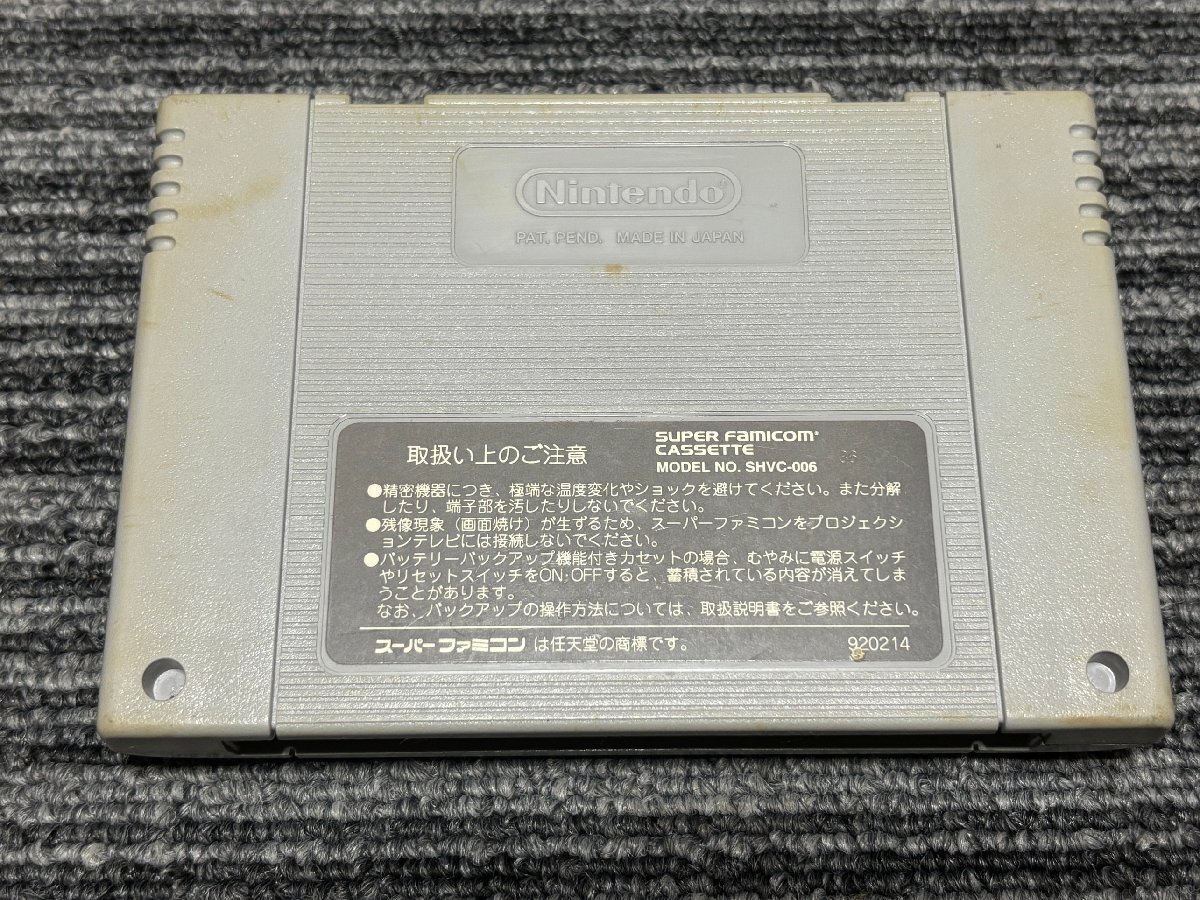 Nintendo®
PAT. PEND. MADE IN JAPAN
取扱い上のご注意
SUPER FAMICOM®
CASSETTE
MODEL NO. SHVC-006
●精密機器につき、極端な温度変化やショックを避けてください。また分解
したり、端子部を汚したりしないでください。
●残像現象（画面焼け）が生ずるため、スーパーファミコンをプロジェクシ
ョンテレビには接続しないでください。
●バッテリーバックアップ機能付きカセットの場合、むやみに電源スイッチ
やリセットスイッチをON·OFFすると、蓄積されている内容が消えてしま
うことがあります。
なお、バックアップの操作方法については、取扱説明書をご参照ください。
スーパーファミコン は任天堂の商標です。
920214